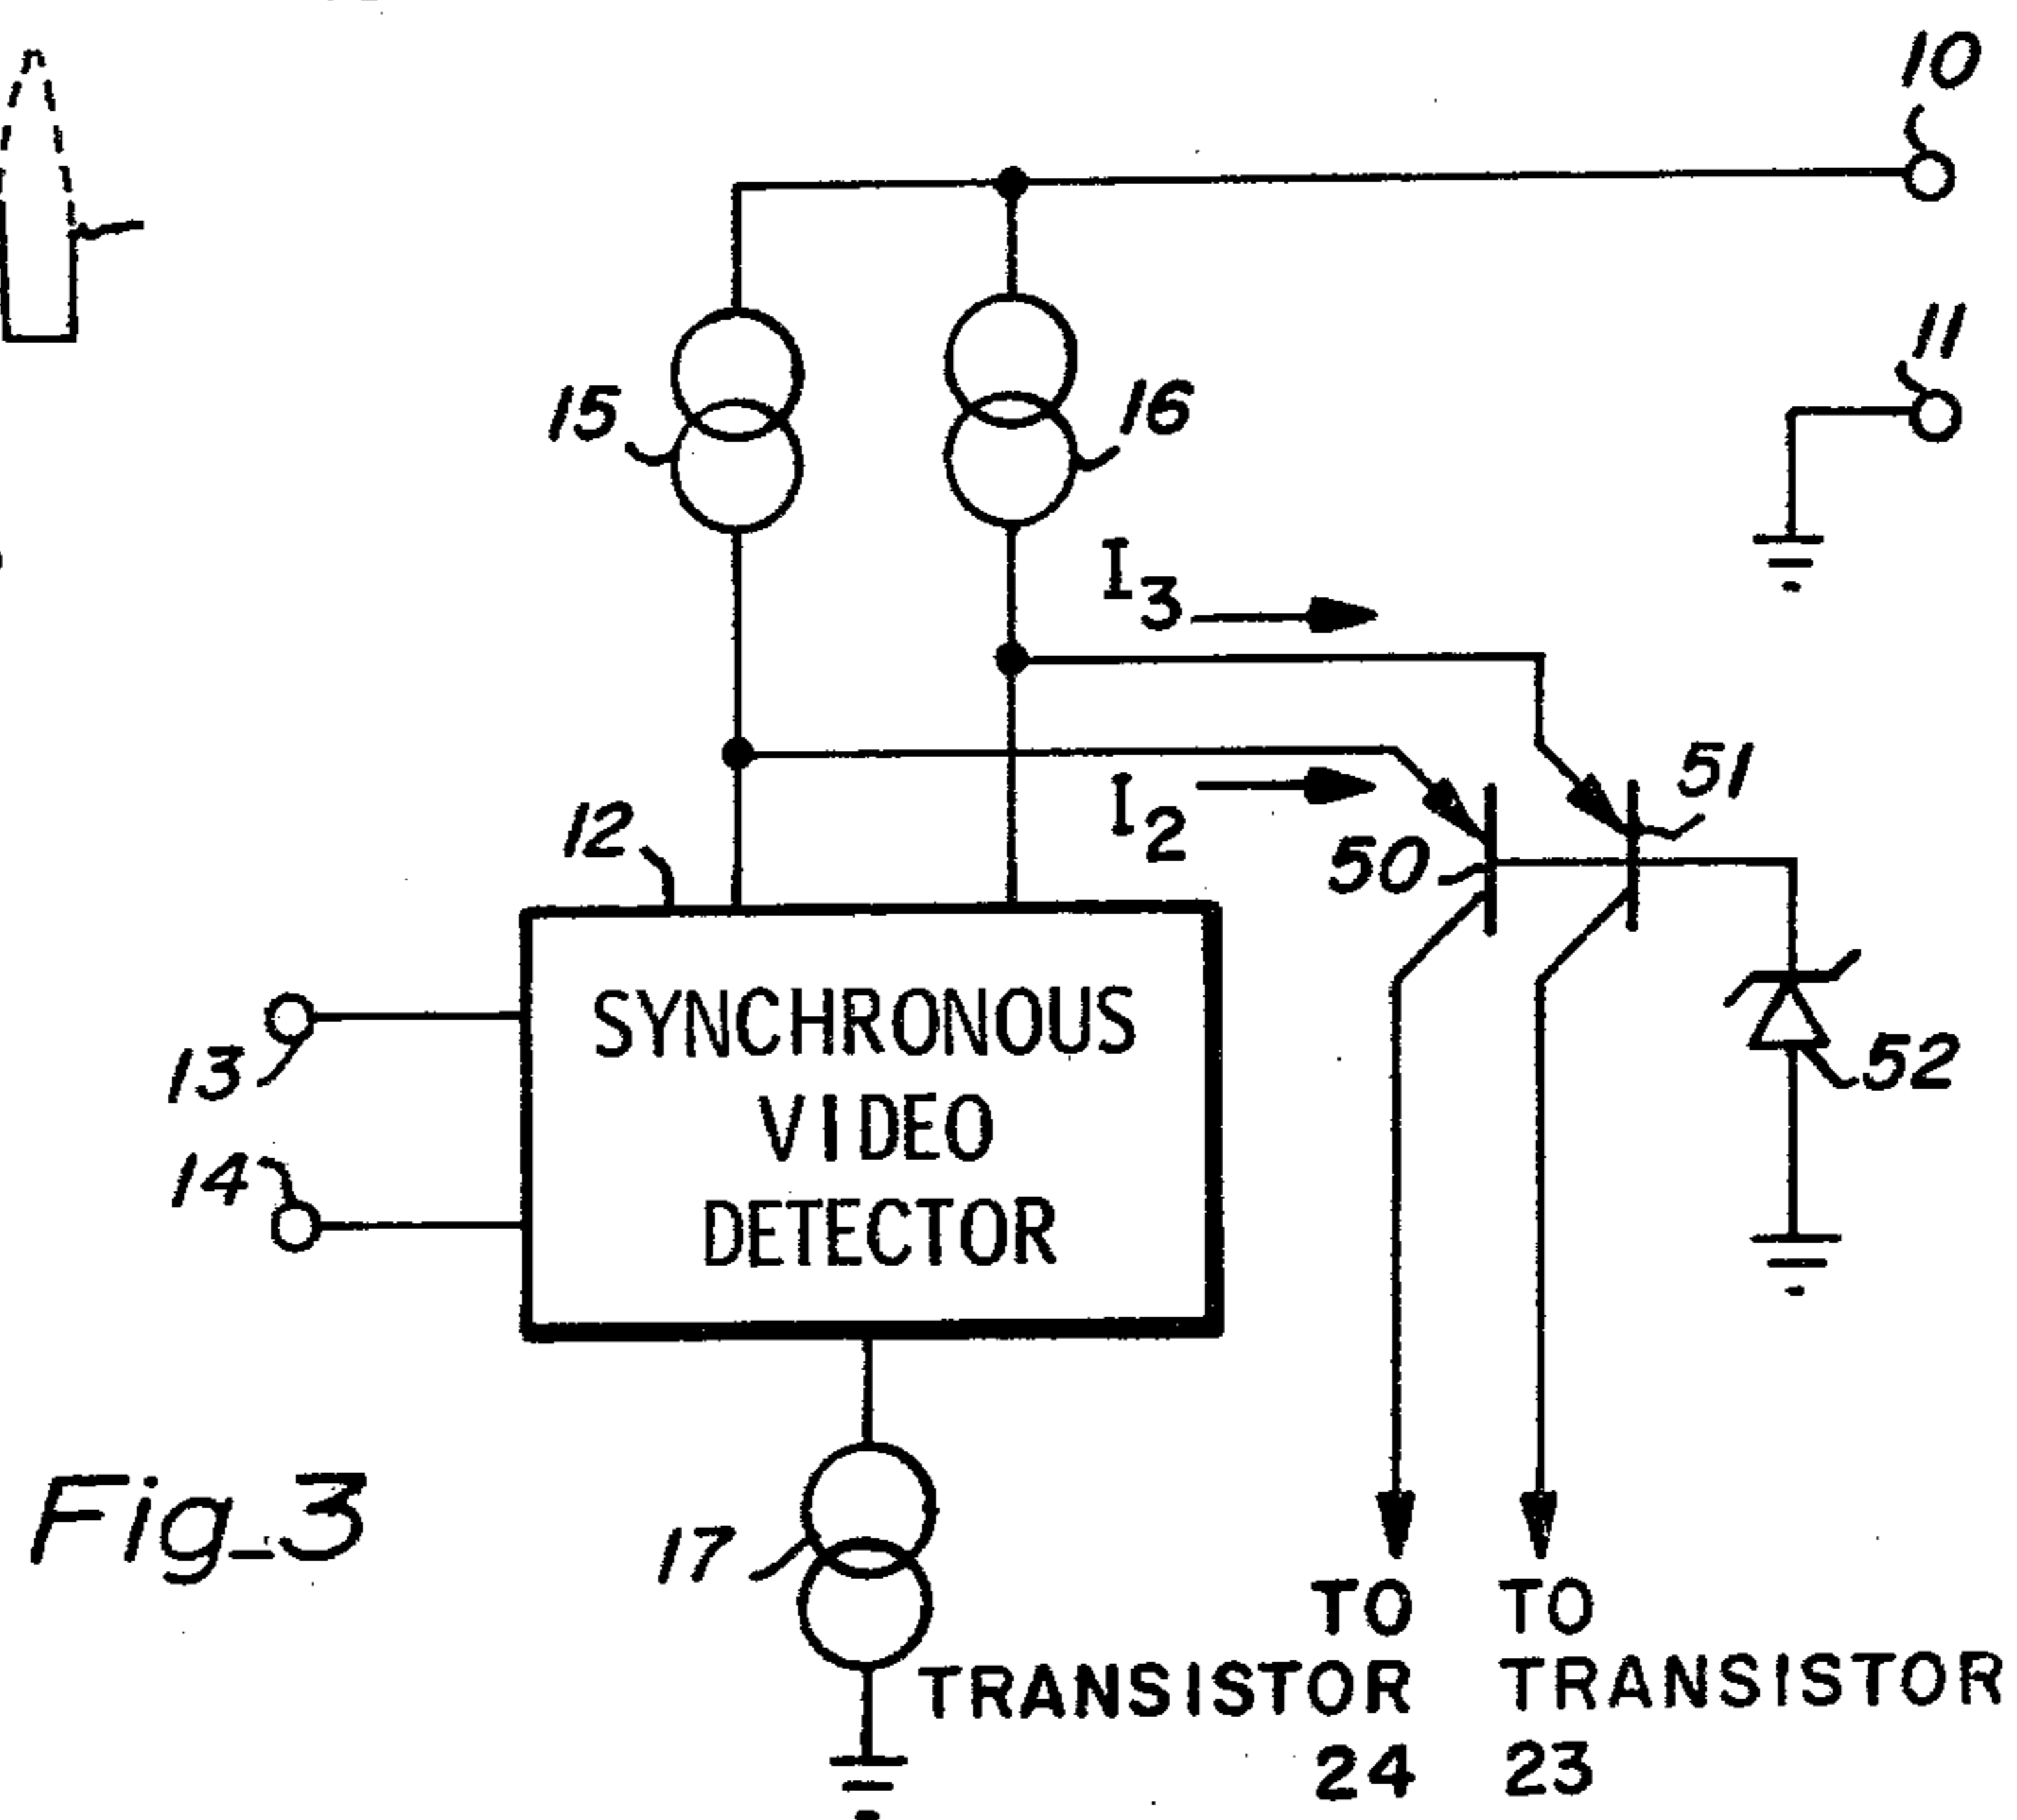 10
11
15
16
I3
I2
51
50
12
SYNCHRONOUS
VIDEO
DETECTOR
13
14
52
17
Fig_3
TO
TRANSISTOR
24
TO
TRANSISTOR
23